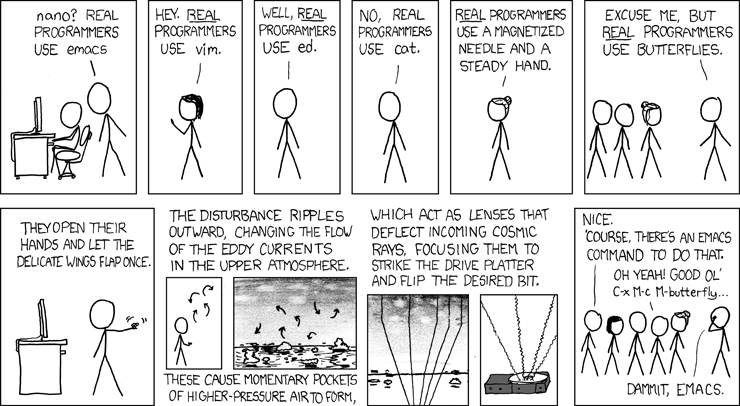 nano? REAL
PROGRAMMERS
USE emacs
HEY. REAL
PROGRAMMERS
USE vim.
WELL, REAL
PROGRAMMERS
USE ed.
NO, REAL
PROGRAMMERS
USE cat.
REAL PROGRAMMERS
USE A MAGNETIZED
NEEDLE AND A
STEADY HAND.
EXCUSE ME, BUT
REAL PROGRAMMERS
USE BUTTERFLIES.
THEY OPEN THEIR
HANDS AND LET THE
DELICATE WINGS FLAP ONCE.
THE DISTURBANCE RIPPLES
OUTWARD, CHANGING THE FLOW
OF THE EDDY CURRENTS
IN THE UPPER ATMOSPHERE.
THESE CAUSE MOMENTARY POCKETS
OF HIGHER-PRESSURE AIR TO FORM,
WHICH ACT AS LENSES THAT
DEFLECT INCOMING COSMIC
RAYS, FOCUSING THEM TO
STRIKE THE DRIVE PLATTER
AND FLIP THE DESIRED BIT.
NICE.
'COURSE, THERE'S AN EMACS
COMMAND TO DO THAT.
OH YEAH! GOOD OL'
C-x M-c M-butterfly...
DAMMIT, EMACS.